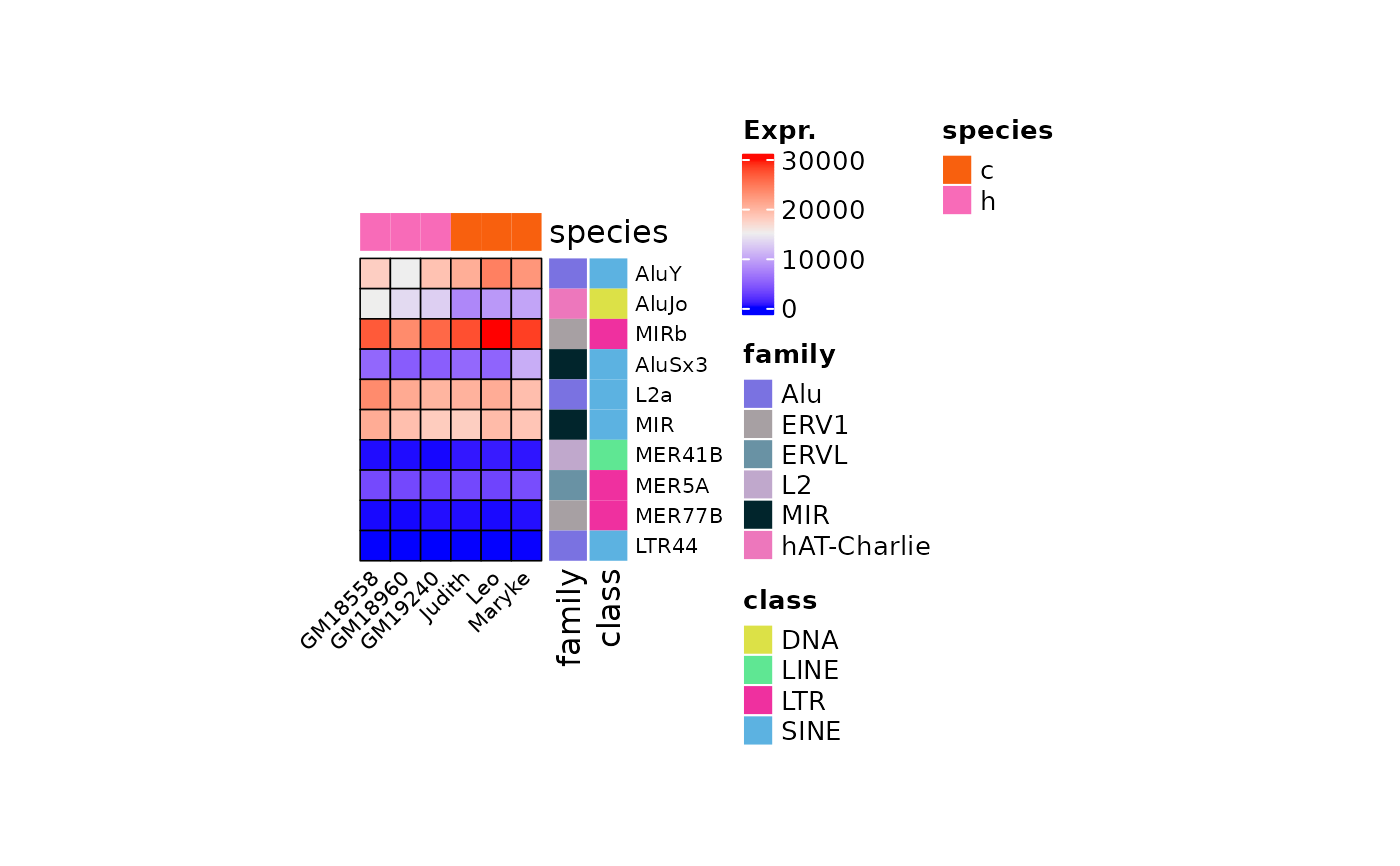 species
AluY
AluJo
MIRb
AluSx3
L2a
MIR
MER41B
MER5A
MER77B
LTR44
GM18558
GM18960
GM19240
Judith
Leo
Maryke
family
class
Expr.
30000
20000
10000
0
family
Alu
ERV1
ERVL
L2
MIR
hAT-Charlie
class
DNA
LINE
LTR
SINE
species
c
h